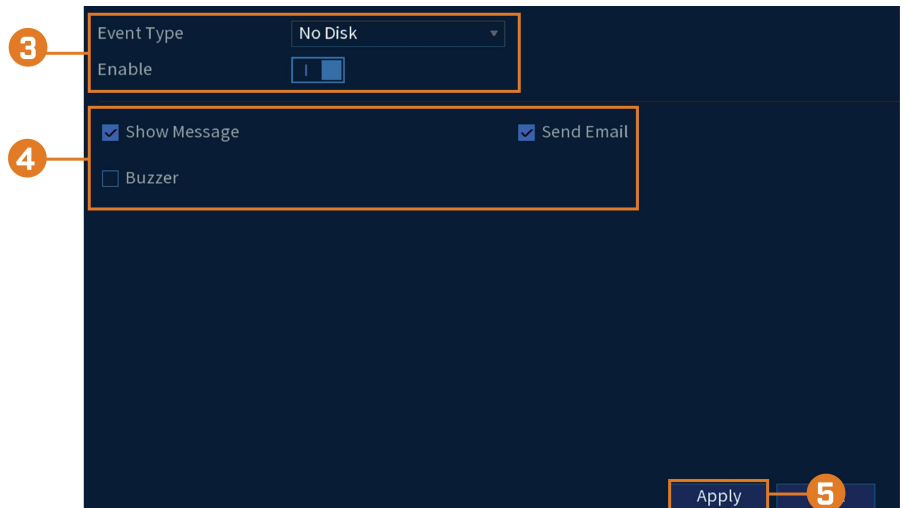 3
Event Type No Disk
Enable
4
Show Message Send Email
Buzzer
Apply 5